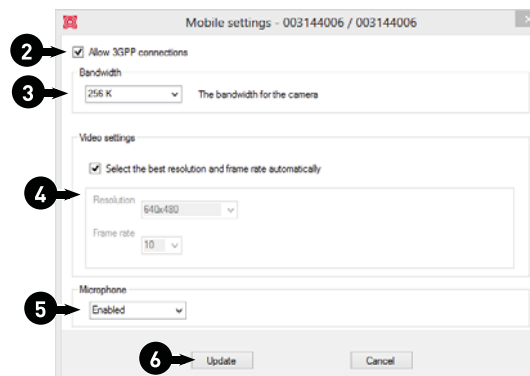 Mobile settings - 003144006 / 003144006
2
Allow 3GPP connections
Bandwidth
3
256 K
The bandwidth for the camera
Video settings
Select the best resolution and frame rate automatically
4
Resolution
640x480
Frame rate
10
Microphone
5
Enabled
6
Update
Cancel